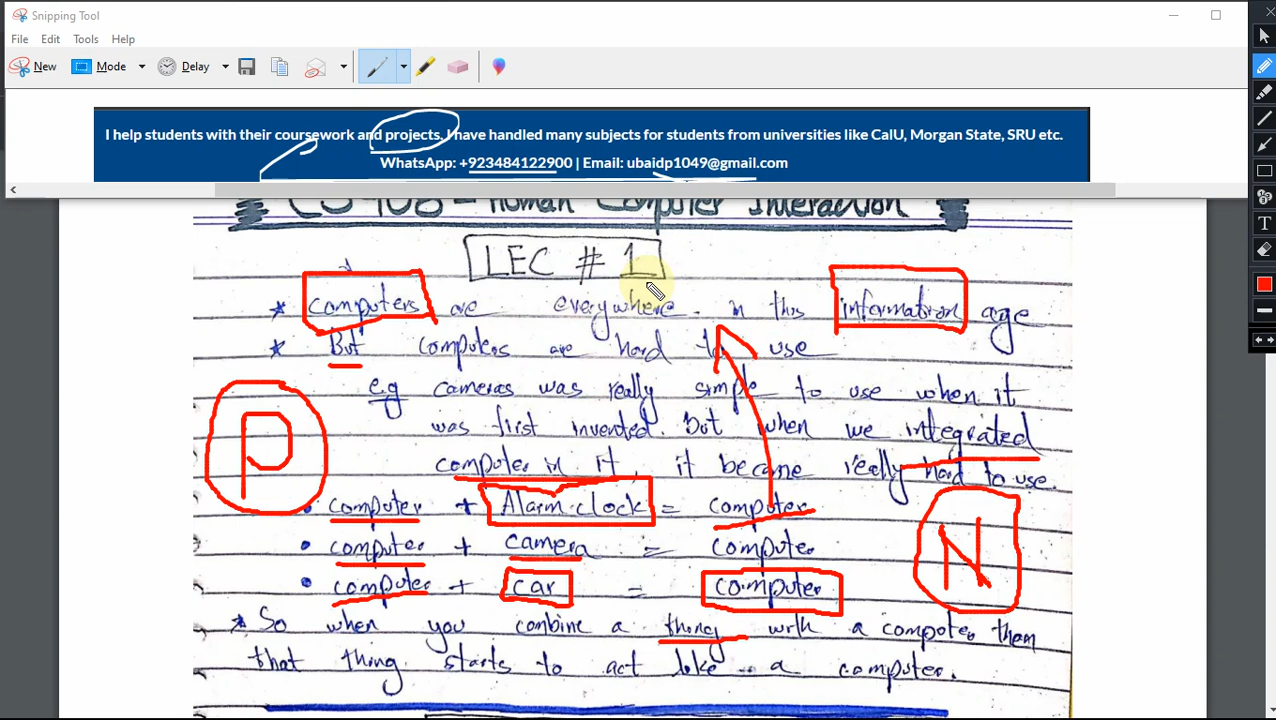 Snipping Tool
File Edit Tools Help
New Mode Delay
I help students with their coursework and projects. I have handled many subjects for students from universities like CalU, Morgan State, SRU etc.
WhatsApp: +923484122900 | Email: ubaidp1049@gmail.com
CS408 - Human Computer Interaction
LEC # 1
* Computers are everywhere. in this information age
* But computers are hard to use
e.g cameras was really simple to use when it
was first invented. But when we integrated
computer in it, it became really hard to use.
• computer + Alarm clock = computer
• computer + camera = computer
• computer + car = computer
* So when you combine a thing with a computer then
that thing starts to act like a computer.
P
N
T